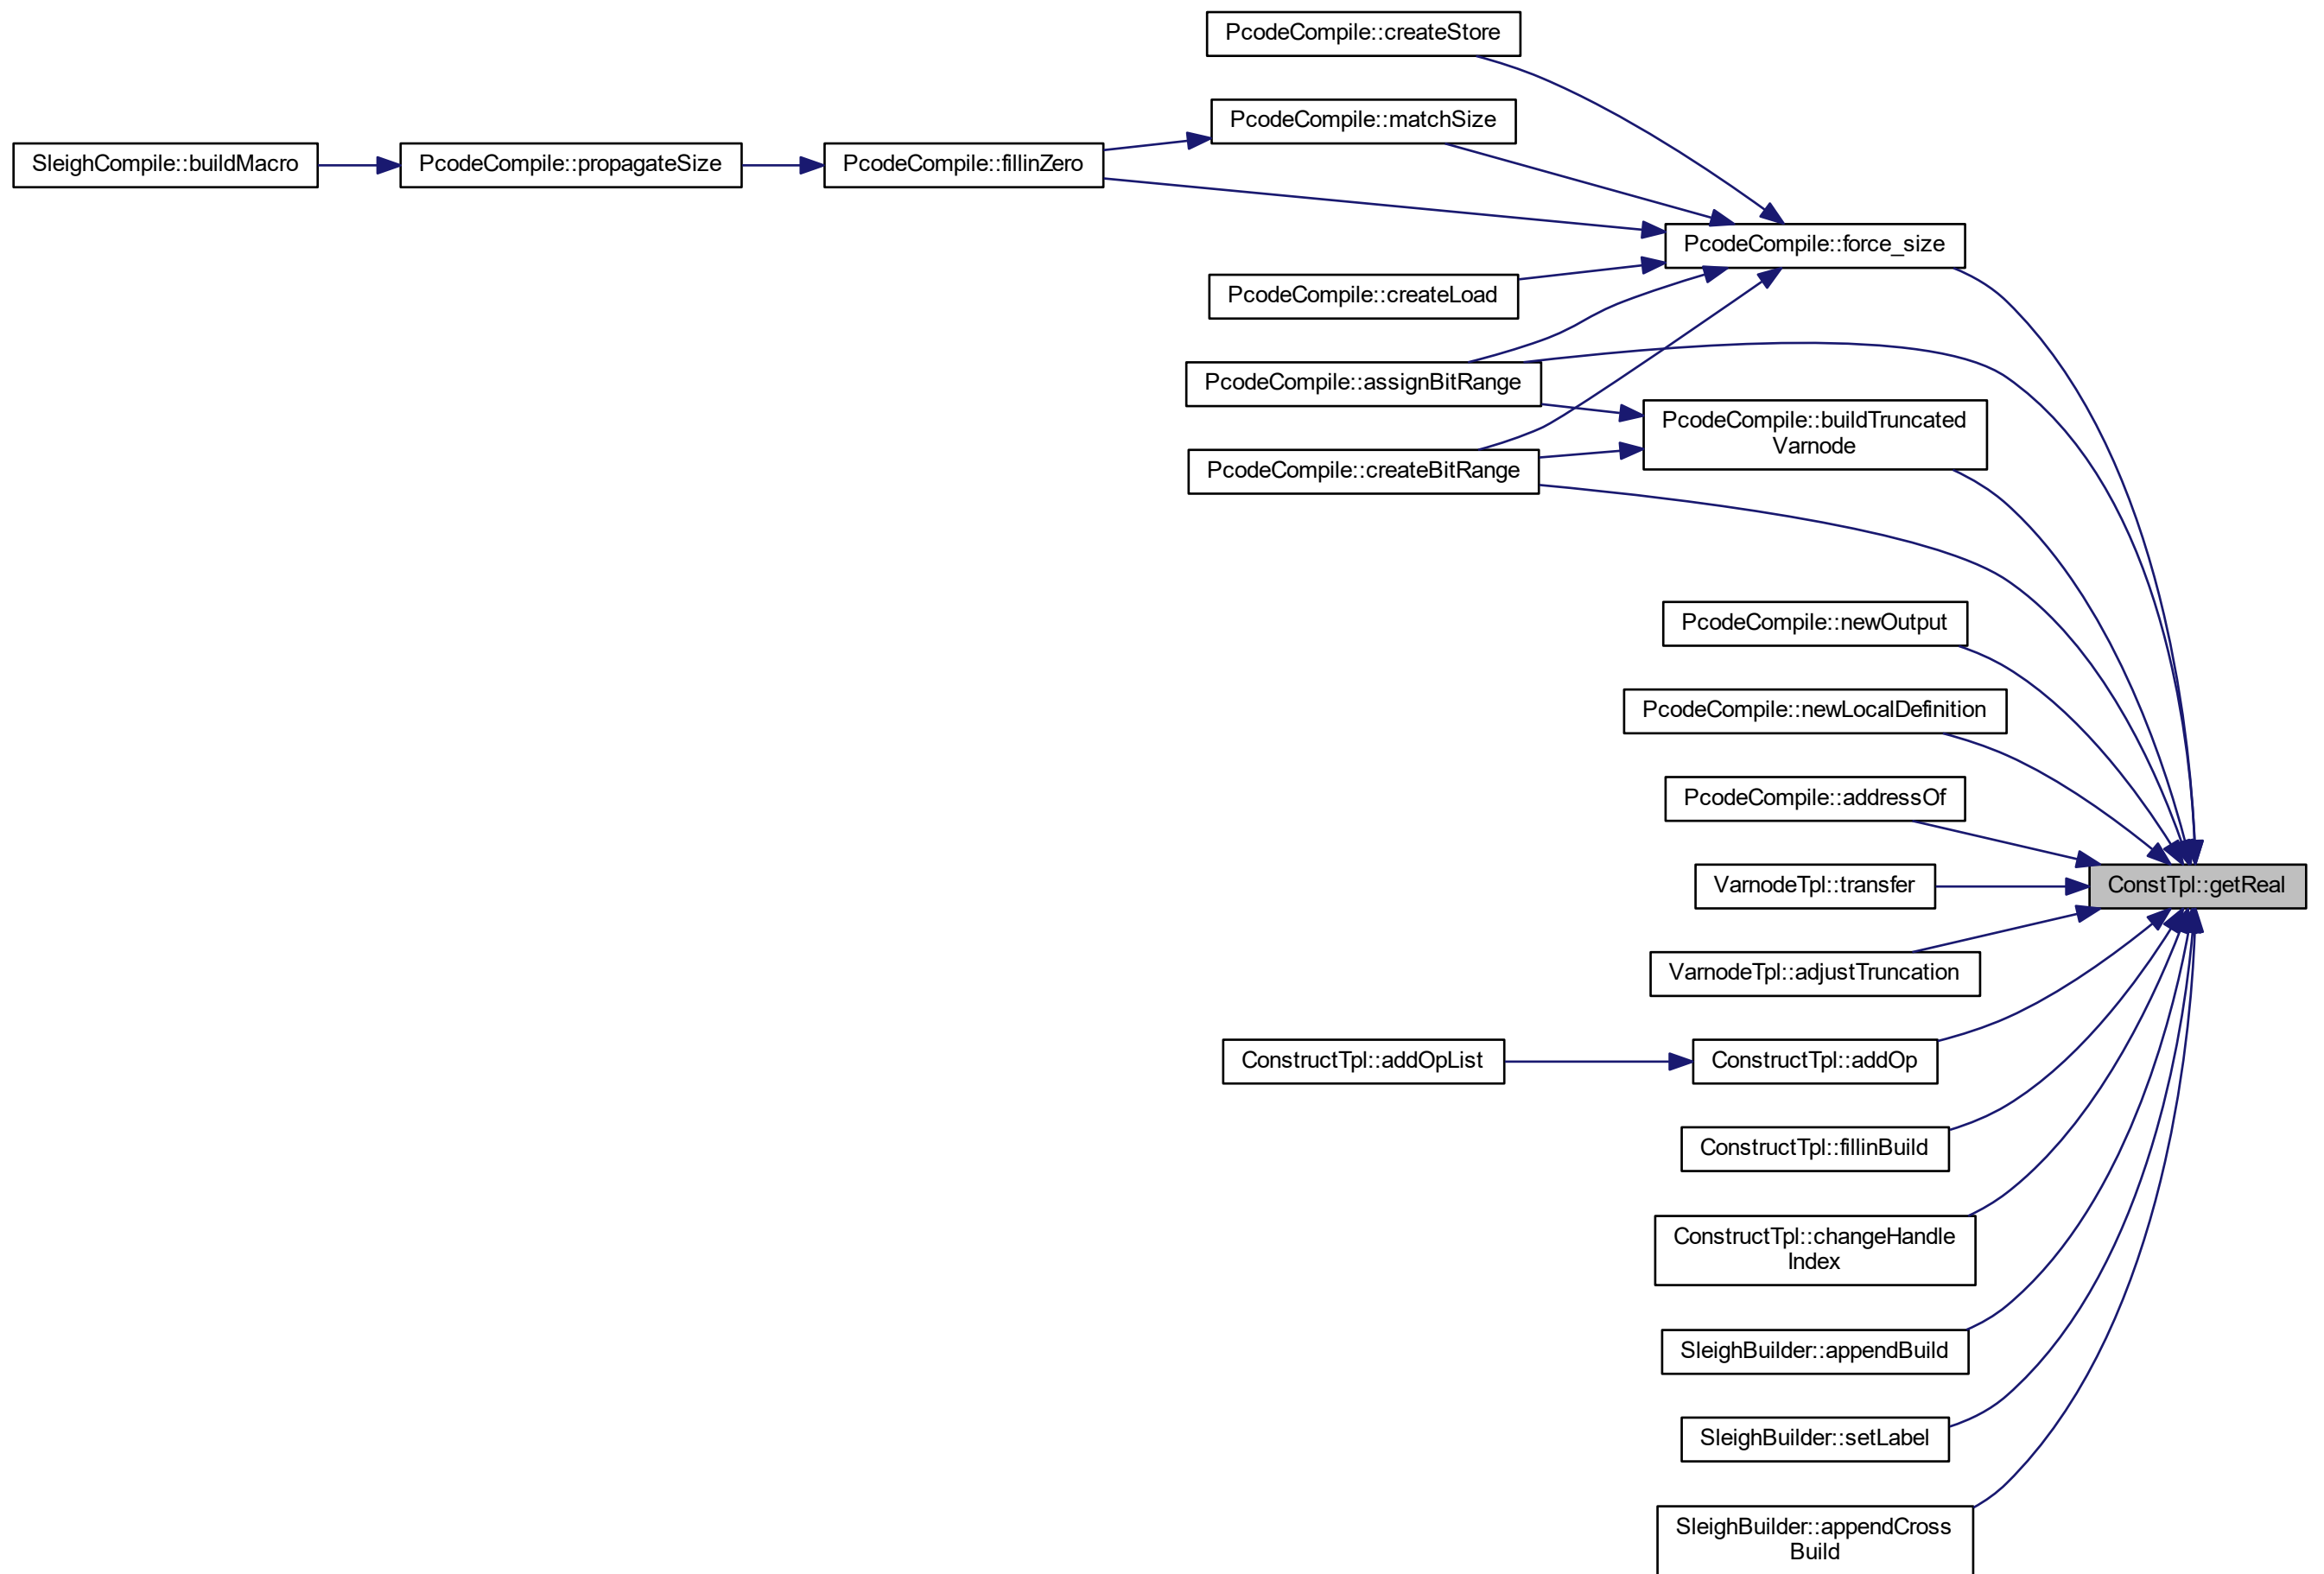 PcodeCompile::createStore
PcodeCompile::matchSize
SleighCompile::buildMacro
PcodeCompile::propagateSize
PcodeCompile::fillinZero
PcodeCompile::force_size
PcodeCompile::createLoad
PcodeCompile::assignBitRange
PcodeCompile::buildTruncated
Varnode
PcodeCompile::createBitRange
PcodeCompile::newOutput
PcodeCompile::newLocalDefinition
PcodeCompile::addressOf
VarnodeTpl::transfer
ConstTpl::getReal
VarnodeTpl::adjustTruncation
ConstructTpl::addOpList
ConstructTpl::addOp
ConstructTpl::fillinBuild
ConstructTpl::changeHandle
Index
SleighBuilder::appendBuild
SleighBuilder::setLabel
SleighBuilder::appendCross
Build